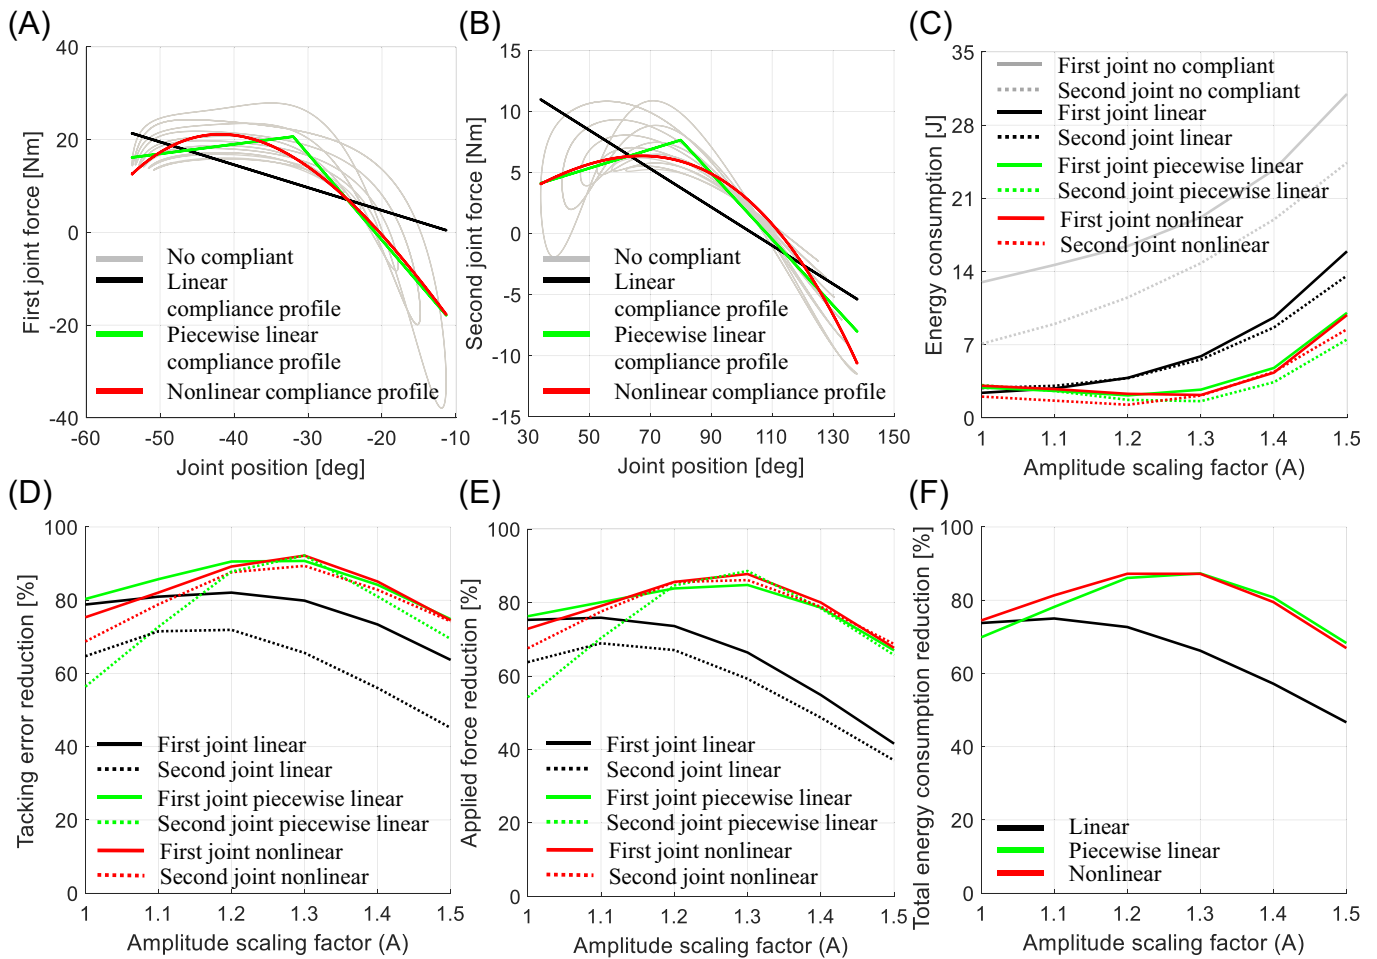 (A)
40
20
0
-20
-40
-60
-50
-40
-30
-20
-10
First joint force [Nm]
Joint position [deg]
No compliant
Linear
compliance profile
Piecewise linear
compliance profile
Nonlinear compliance profile
(B)
15
10
5
0
-5
-10
-15
30
50
70
90
110
130
150
Second joint force [Nm]
Joint position [deg]
No compliant
Linear
compliance profile
Piecewise linear
compliance profile
Nonlinear compliance profile
(C)
35
28
21
14
7
0
1
1.1
1.2
1.3
1.4
1.5
Energy consumption [J]
Amplitude scaling factor (A)
First joint no compliant
Second joint no compliant
First joint linear
Second joint linear
First joint piecewise linear
Second joint piecewise linear
First joint nonlinear
Second joint nonlinear
(D)
100
80
60
40
20
0
1
1.1
1.2
1.3
1.4
1.5
Tacking error reduction [%]
Amplitude scaling factor (A)
First joint linear
Second joint linear
First joint piecewise linear
Second joint piecewise linear
First joint nonlinear
Second joint nonlinear
(E)
100
80
60
40
20
0
1
1.1
1.2
1.3
1.4
1.5
Applied force reduction [%]
Amplitude scaling factor (A)
First joint linear
Second joint linear
First joint piecewise linear
Second joint piecewise linear
First joint nonlinear
Second joint nonlinear
(F)
100
80
60
40
20
0
1
1.1
1.2
1.3
1.4
1.5
Total energy consumption reduction [%]
Amplitude scaling factor (A)
Linear
Piecewise linear
Nonlinear